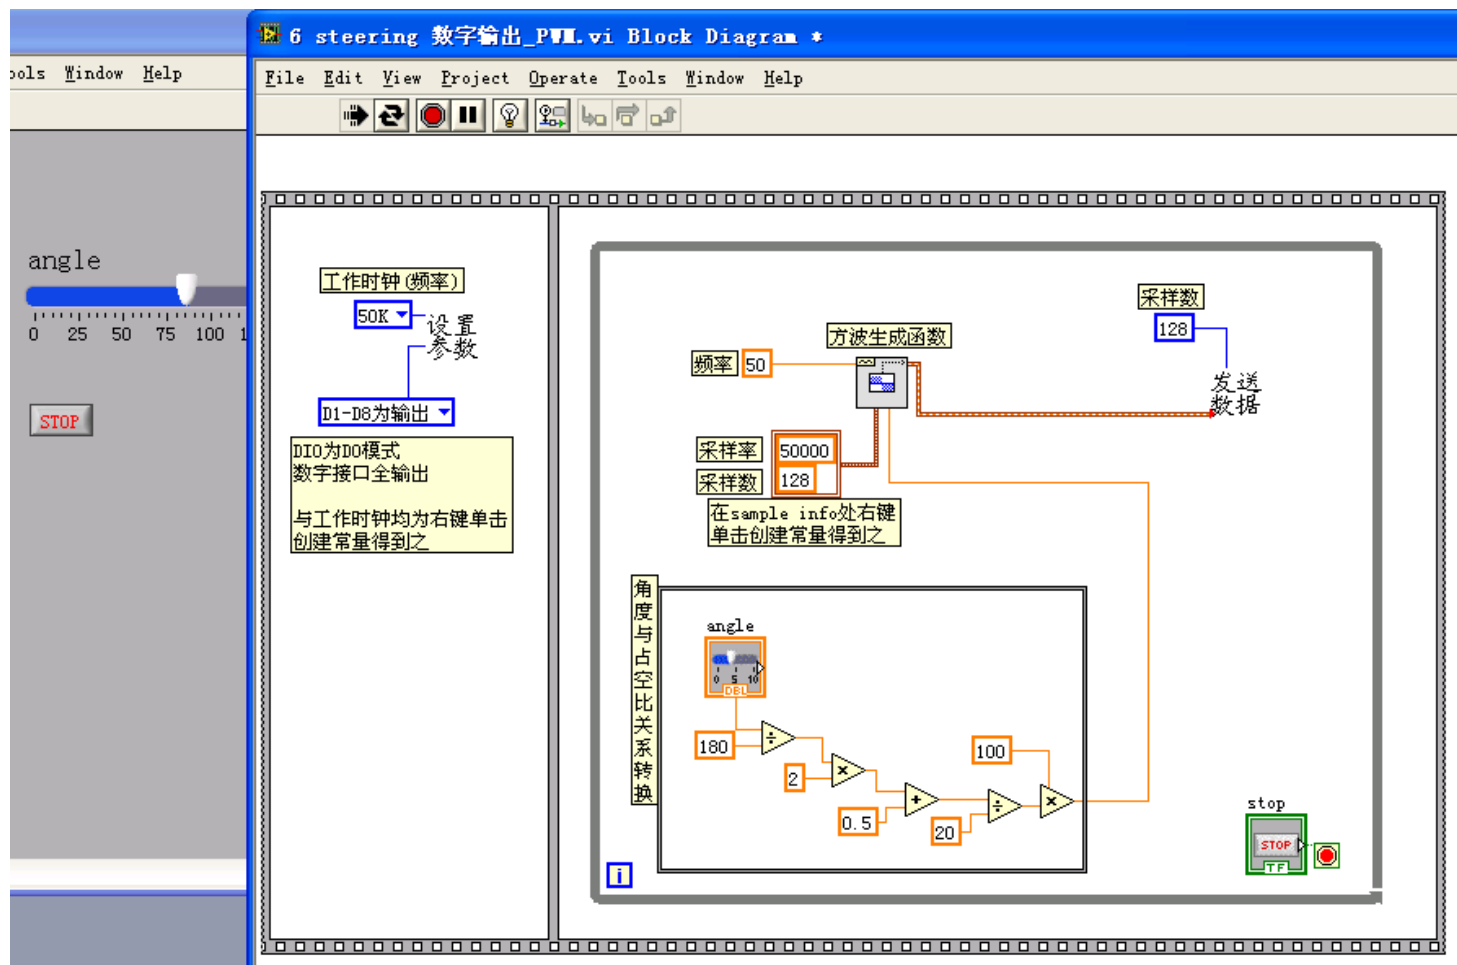 6 steering 数字输出_PWM.vi Block Diagram *
ools Window Help
File Edit View Project Operate Tools Window Help
angle
0 25 50 75 100 1
STOP
工作时钟(频率)
50K
设置
参数
D1-D8为输出
DIO为DO模式
数字接口全输出
与工作时钟均为右键单击
创建常量得到之
采样数
128
发送
数据
方波生成函数
频率 50
采样率 50000
采样数 128
在sample info处右键
单击创建常量得到之
角度与占空比关系转换
angle
0 5 10
DBL
180
÷
2
×
0.5
+
20
÷
100
×
i
stop
STOP
TF